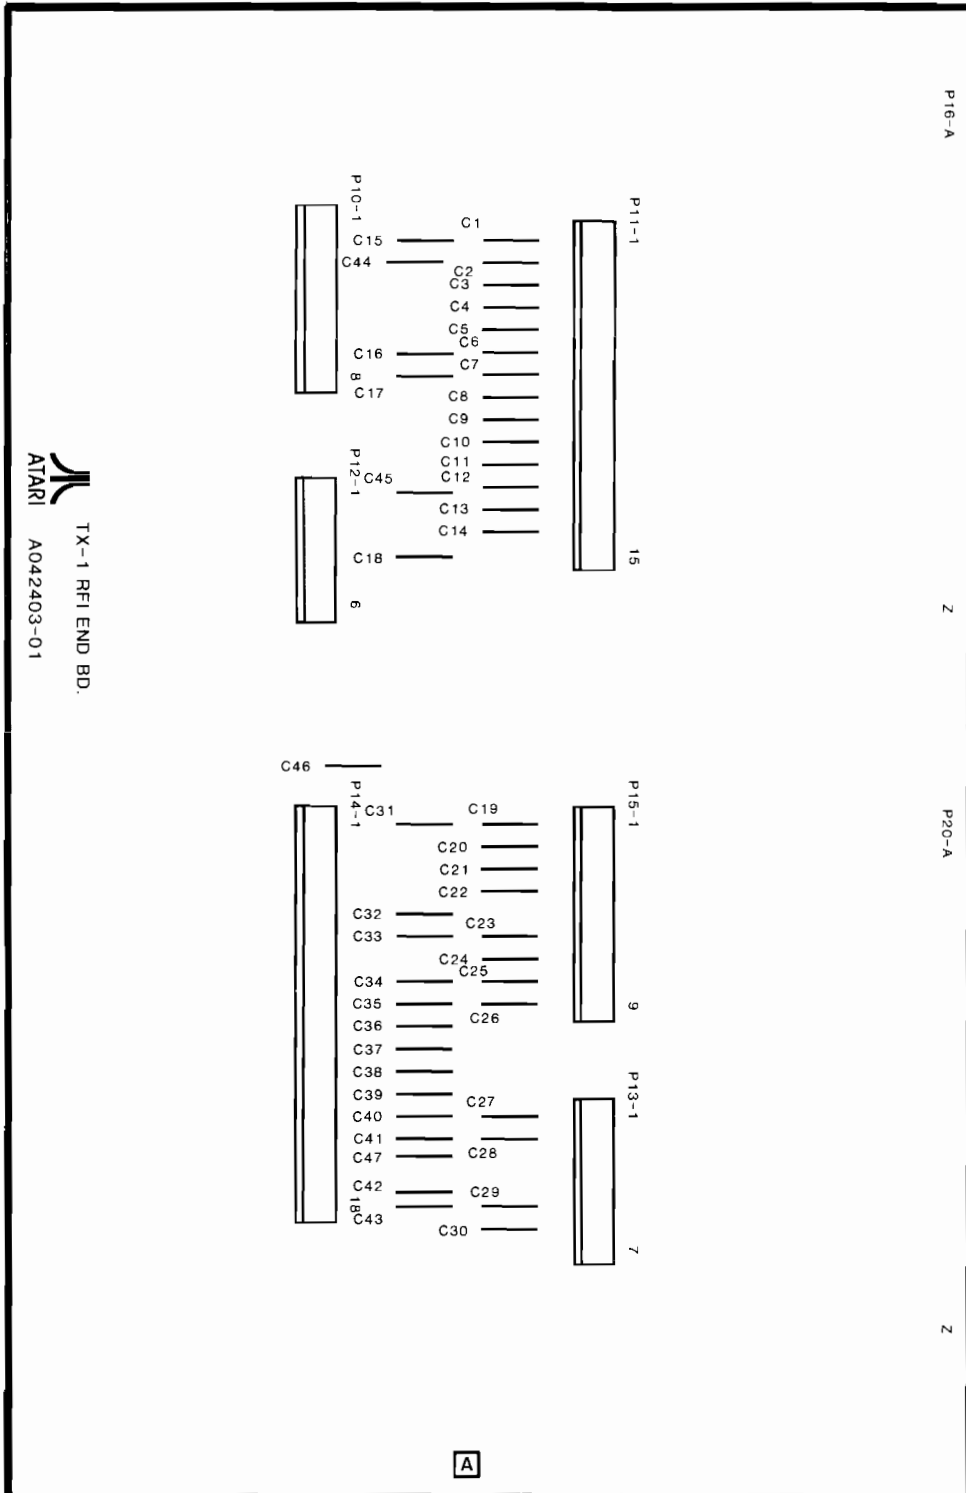 P16-A
P11-1
P10-1
C1
C15
C44
C2
C3
C4
C5
C6
C16
C7
8
C17
C8
C9
C10
C11
P12-1
C45
C12
C13
C14
15
C18
6
Z
ATARI
TX-1 RFI END BD.
A042403-01
C46
P14-1
C31
C19
P15-1
P20-A
C20
C21
C22
C32
C23
C33
C24
C25
C34
C35
9
C26
C36
C37
C38
C39
P13-1
C27
C40
C41
C28
C47
C42
C29
18
C43
C30
7
Z
A